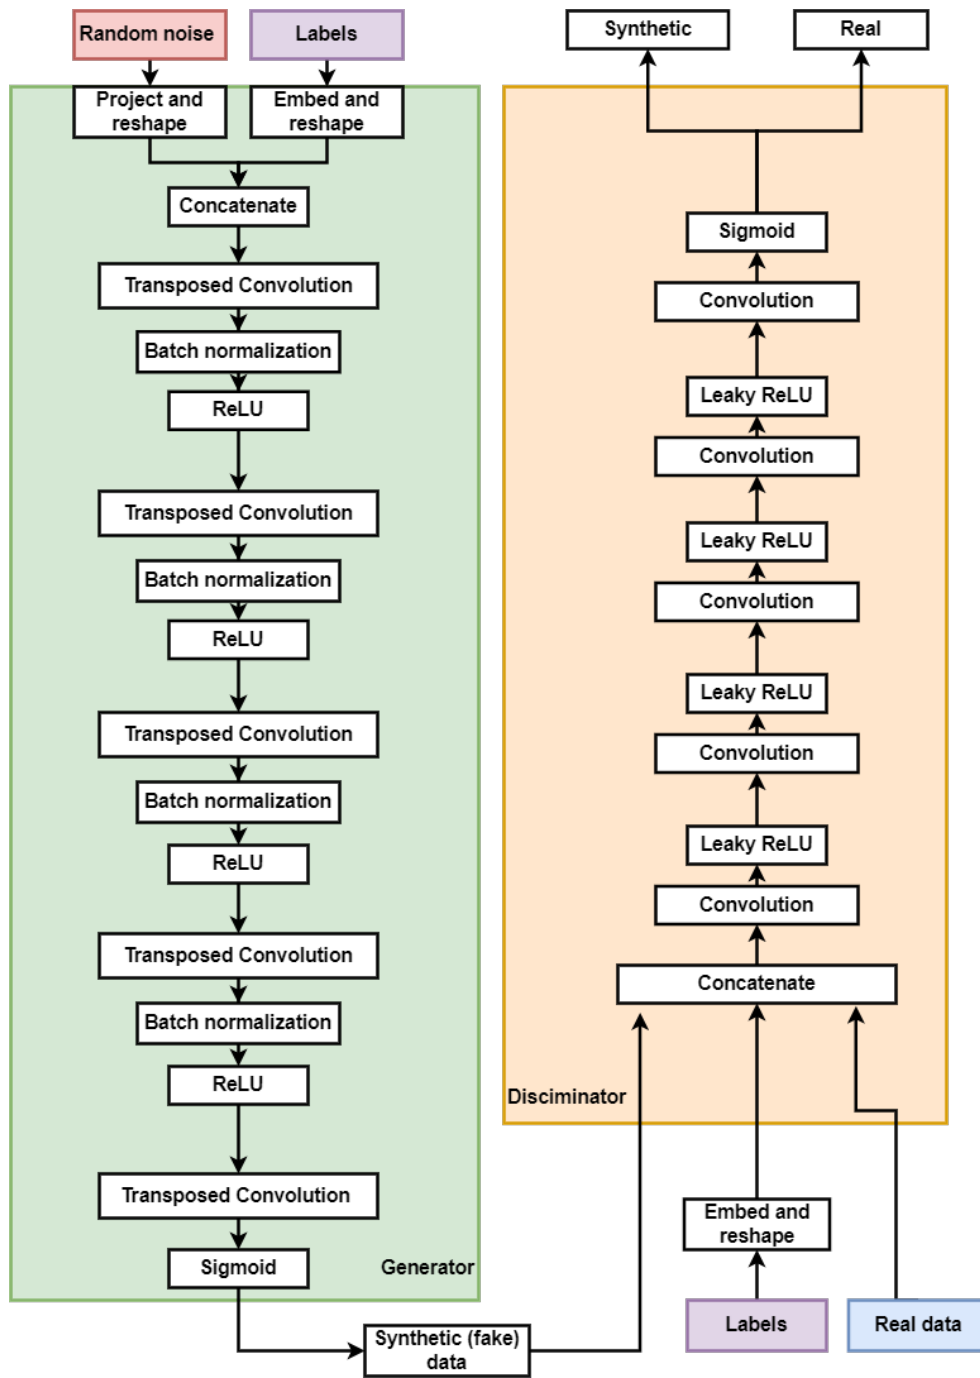 Random noise
Labels
Project and
reshape
Embed and
reshape
Concatenate
Transposed Convolution
Batch normalization
ReLU
Transposed Convolution
Batch normalization
ReLU
Transposed Convolution
Batch normalization
ReLU
Transposed Convolution
Batch normalization
ReLU
Transposed Convolution
Sigmoid
Generator
Synthetic (fake)
data
Synthetic
Real
Sigmoid
Convolution
Leaky ReLU
Convolution
Leaky ReLU
Convolution
Leaky ReLU
Convolution
Leaky ReLU
Convolution
Concatenate
Disciminator
Embed and
reshape
Labels
Real data